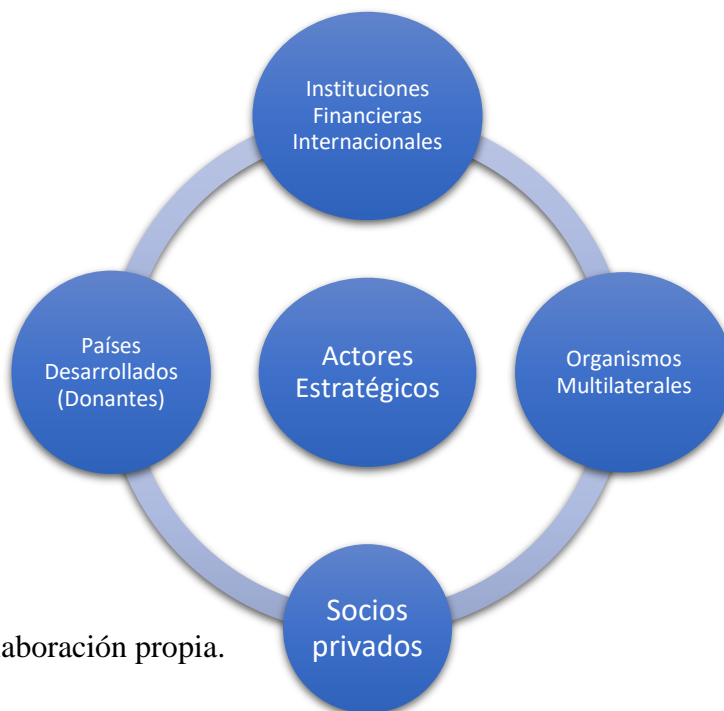 Instituciones
Financieras
Internacionales
Países
Desarrollados
(Donantes)
Actores
Estratégicos
Organismos
Multilaterales
Socios
privados
aboración propia.